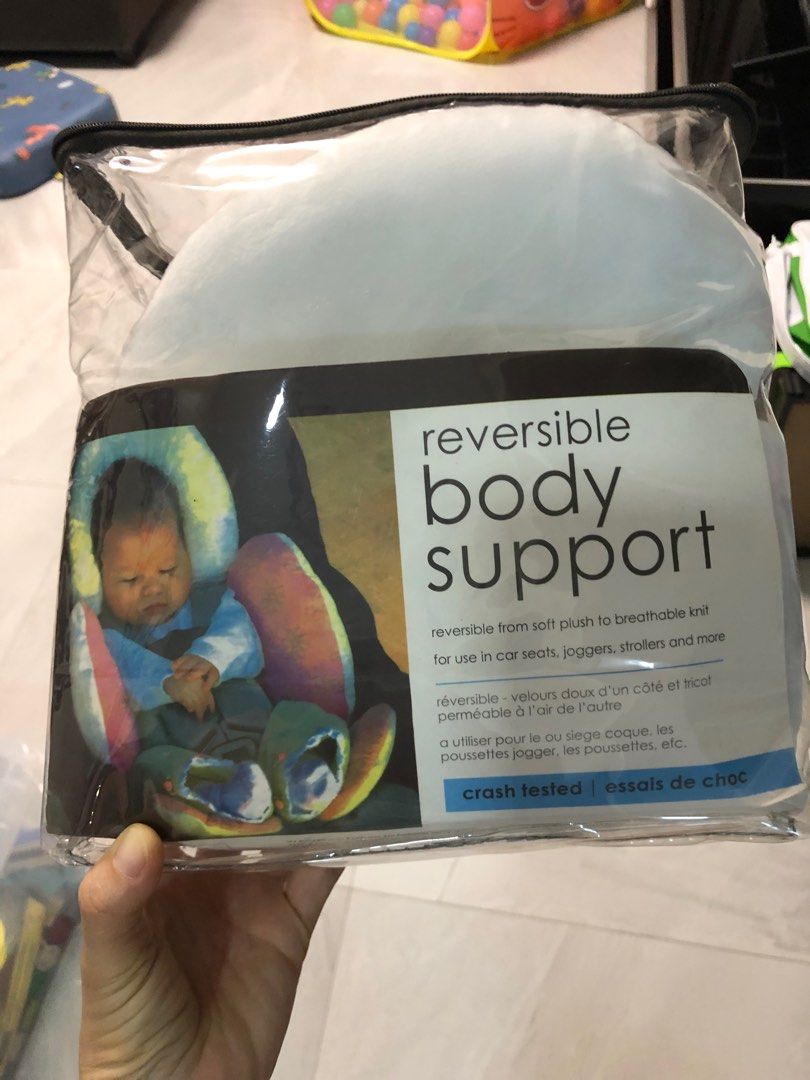 reversible
body
support
reversible from soft plush to breathable knit
for use in car seats, joggers, strollers and more
réversible - velours doux d'un côté et tricot
perméable à l'air de l'autre
a utiliser pour le ou siege coque, les
poussettes jogger, les poussettes, etc.
crash tested | essais de choc